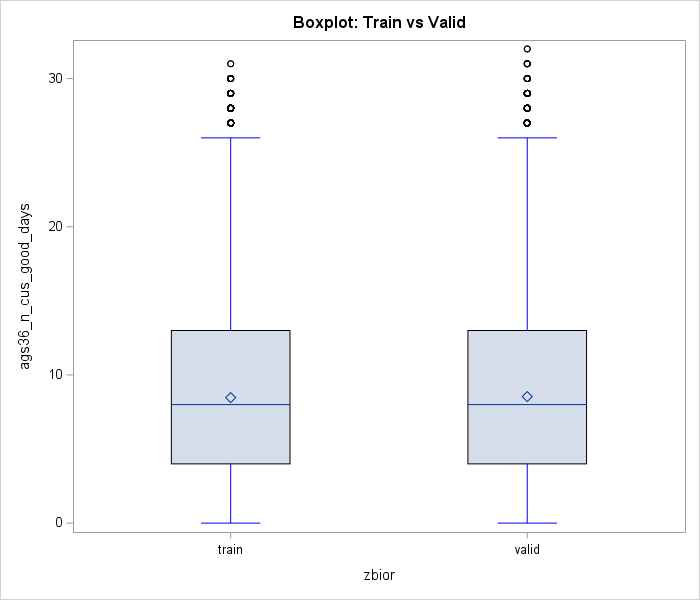 Boxplot: Train vs Valid
ags36_n_cus_good_days
30
20
10
0
train
valid
zbior